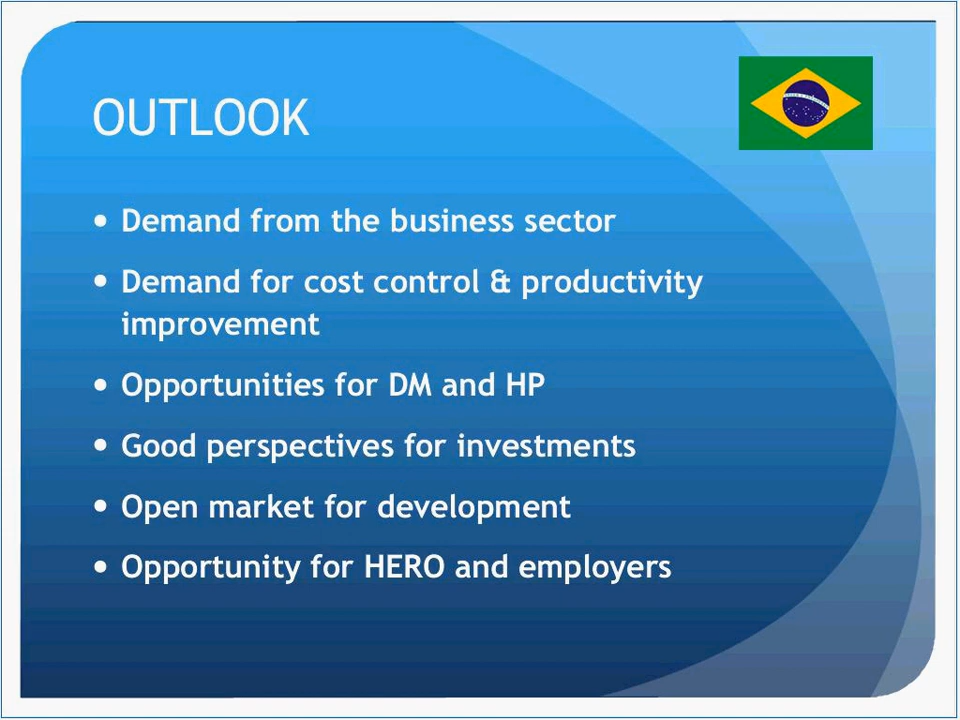 OUTLOOK
• Demand from the business sector
• Demand for cost control & productivity
improvement
• Opportunities for DM and HP
• Good perspectives for investments
• Open market for development
• Opportunity for HERO and employers